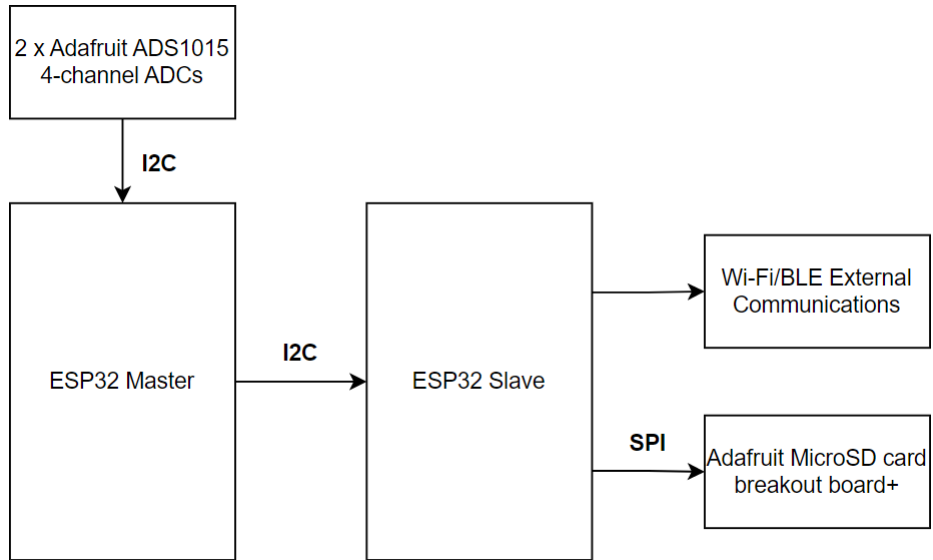 2 x Adafruit ADS1015
4-channel ADCs
I2C
ESP32 Master
I2C
ESP32 Slave
Wi-Fi/BLE External
Communications
SPI
Adafruit MicroSD card
breakout board+